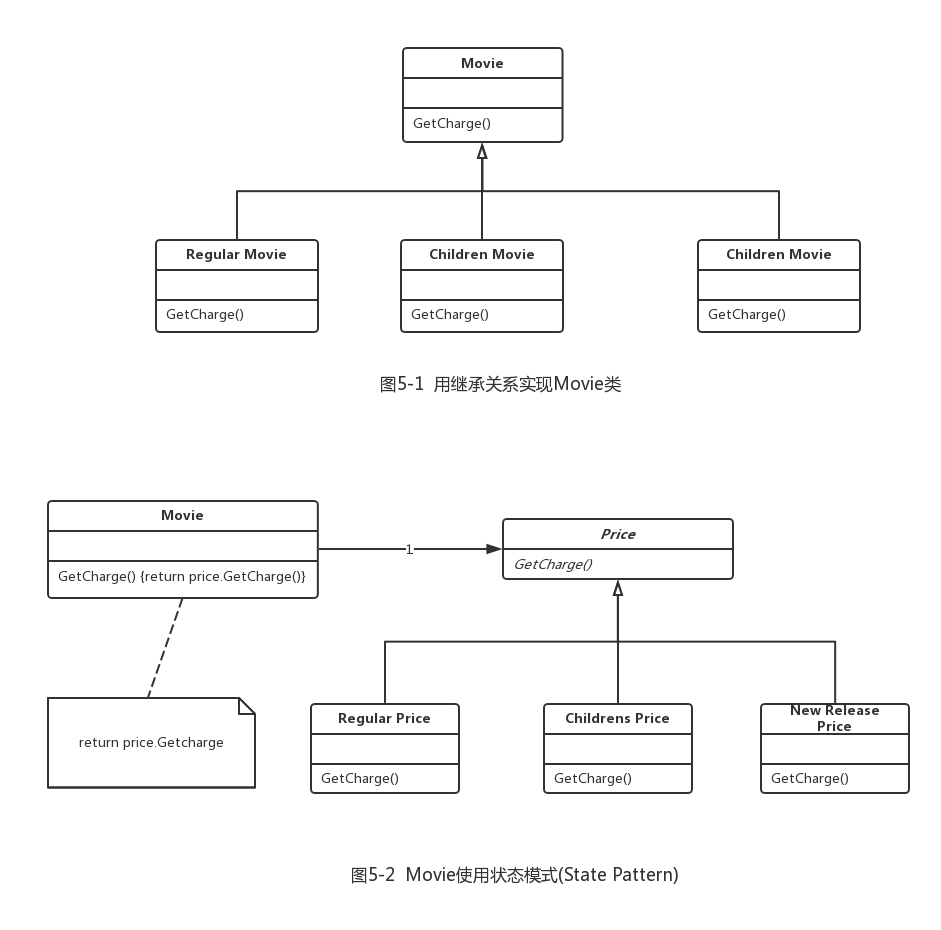 Movie
GetCharge()
Regular Movie
GetCharge()
Children Movie
GetCharge()
Children Movie
GetCharge()
图5-1 用继承关系实现Movie类
Movie
GetCharge() {return price.GetCharge()}
1
Price
GetCharge()
return price.Getcharge
Regular Price
GetCharge()
Childrens Price
GetCharge()
New Release
Price
GetCharge()
图5-2 Movie使用状态模式(State Pattern)